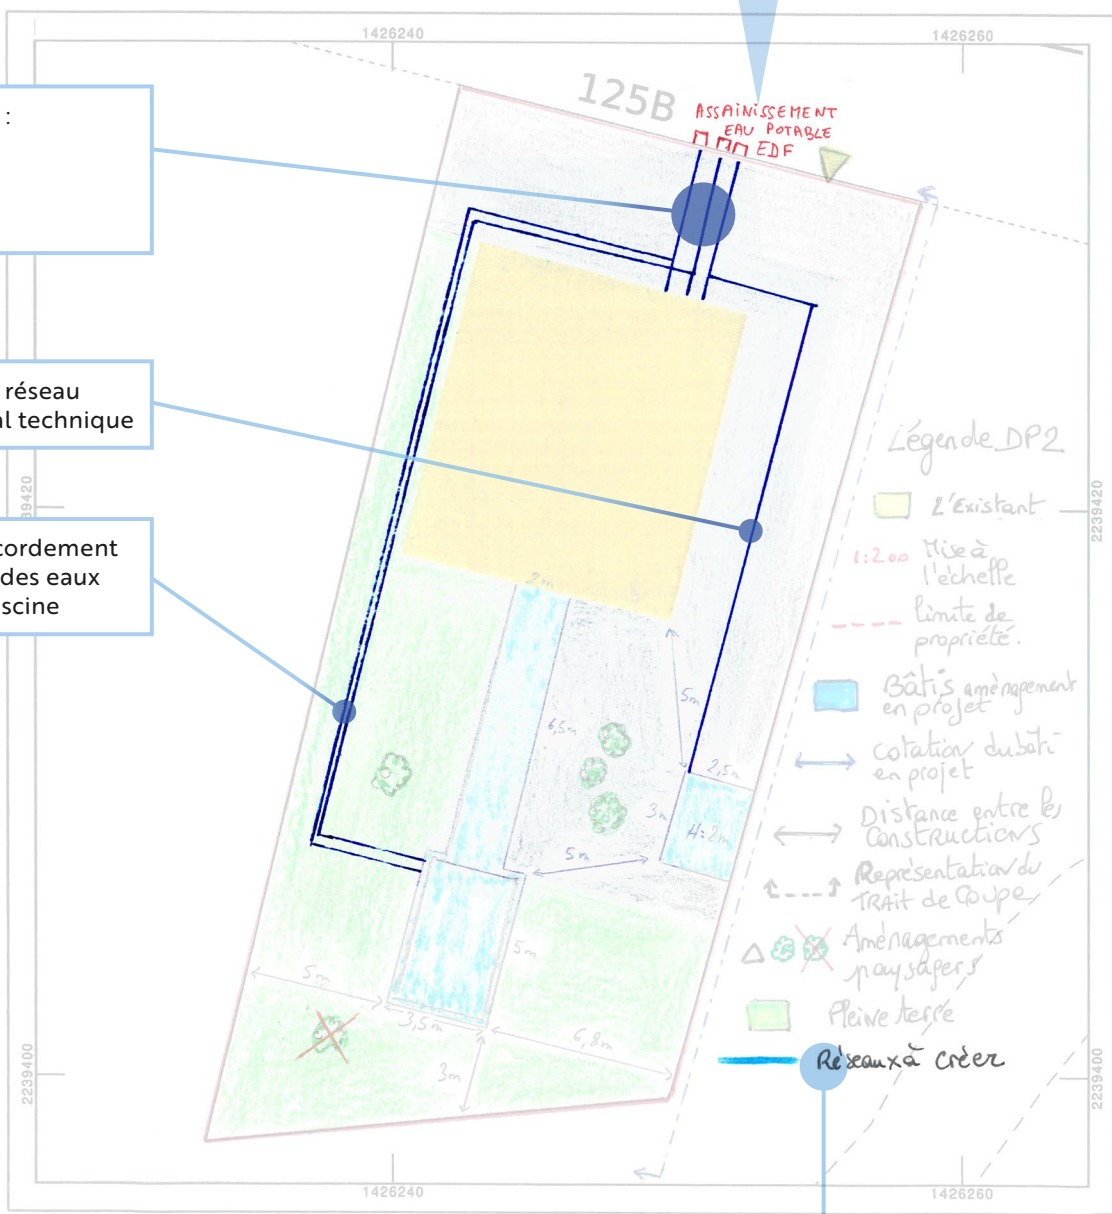 1426240
1426260
125B
ASSAINISSEMENT
EAU POTABLE
EDF
:
réseau
al technique
cordement
des eaux
scine
39420
2239420
Légende DP2
L'Existant
1:200 Mise à
l'échelle
limite de
propriété.
Bâtis aménagement
en projet
cotation du bâti
en projet
Distance entre les
Constructions
Représentation du
TRAit de Coupe
Aménagements
paysagers
Pleine terre
Réseaux à créer
2m
5m
6,5m
2,5m
3m
H=2m
5m
5m
5m
3,5m
6,8m
3m
2239400
2239400
1426240
1426260